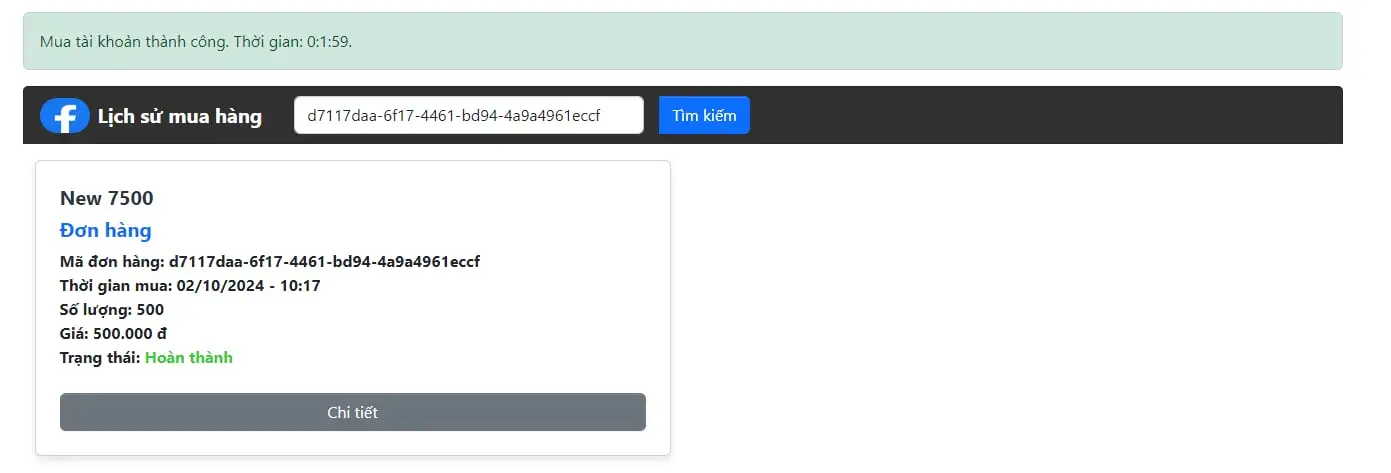 Mua tài khoản thành công. Thời gian: 0:1:59.
Lịch sử mua hàng
d7117daa-6f17-4461-bd94-4a9a4961eccf
Tìm kiếm
New 7500
Đơn hàng
Mã đơn hàng: d7117daa-6f17-4461-bd94-4a9a4961eccf
Thời gian mua: 02/10/2024 - 10:17
Số lượng: 500
Giá: 500.000 đ
Trạng thái: Hoàn thành
Chi tiết